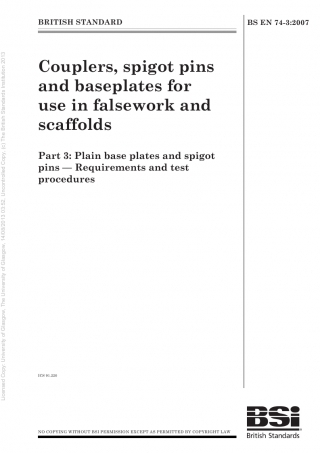 BRITISH STANDARD
BS EN 74-3:2007
Couplers, spigot pins
and baseplates for
use in falsework and
scaffolds
Part 3: Plain base plates and spigot
pins — Requirements and test
procedures
NO COPYING WITHOUT BSI PERMISSION EXCEPT AS PERMITTED BY COPYRIGHT LAW
BSi
British Standards